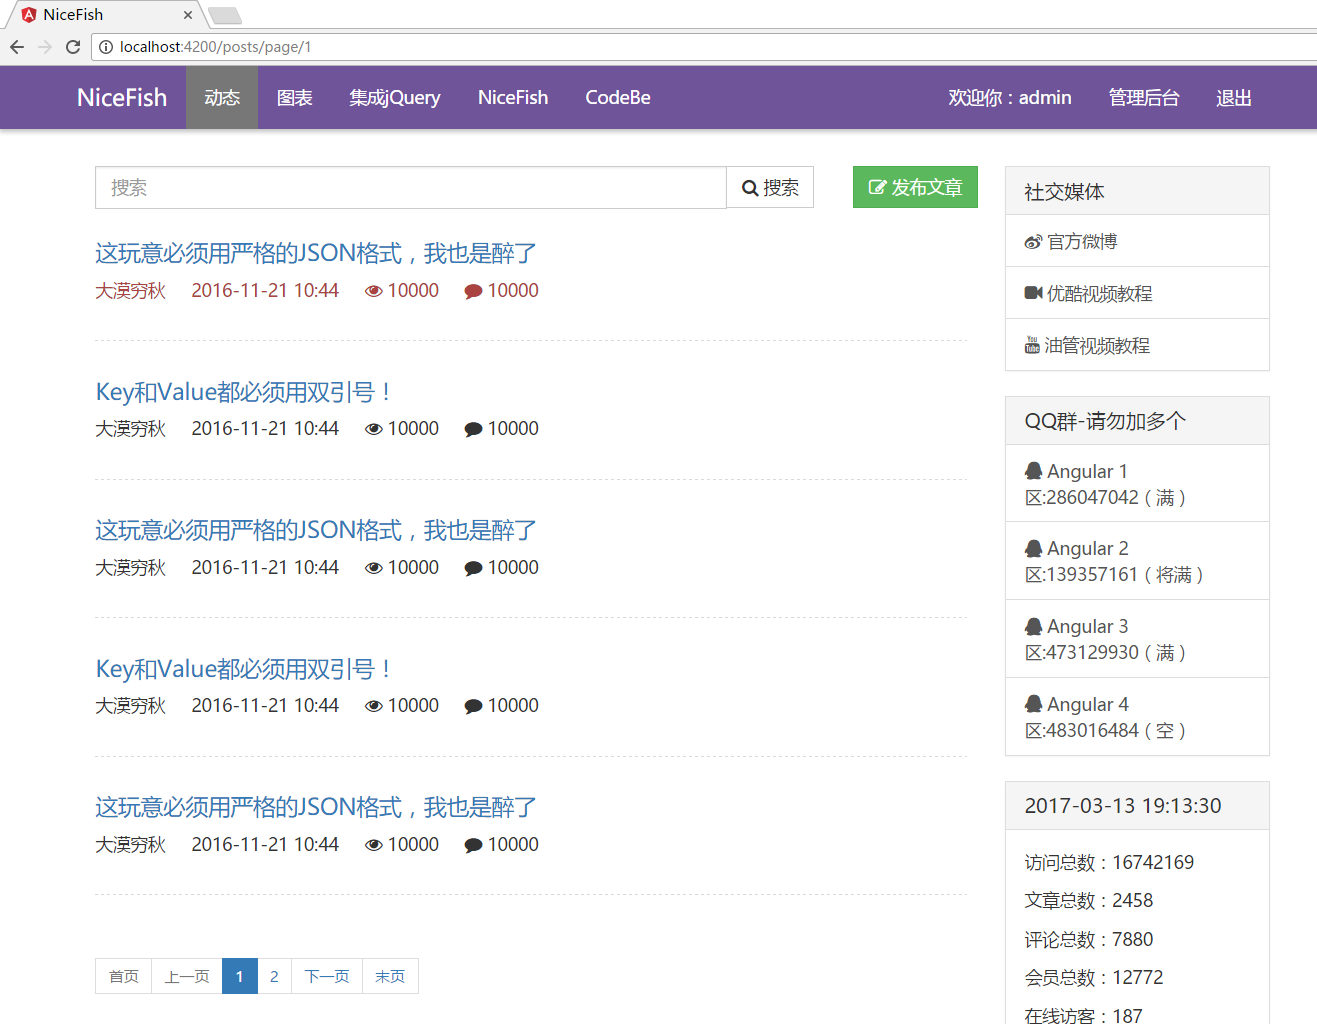 NiceFish
localhost:4200/posts/page/1
NiceFish 动态 图表 集成jQuery NiceFish CodeBe 欢迎你：admin 管理后台 退出
搜索 搜索 发布文章
这玩意必须用严格的JSON格式，我也是醉了
大漠穷秋 2016-11-21 10:44 10000 10000
Key和Value都必须用双引号！
大漠穷秋 2016-11-21 10:44 10000 10000
这玩意必须用严格的JSON格式，我也是醉了
大漠穷秋 2016-11-21 10:44 10000 10000
Key和Value都必须用双引号！
大漠穷秋 2016-11-21 10:44 10000 10000
这玩意必须用严格的JSON格式，我也是醉了
大漠穷秋 2016-11-21 10:44 10000 10000
首页 上一页 1 2 下一页 末页
社交媒体
官方微博
优酷视频教程
You Tube 油管视频教程
QQ群-请勿加多个
Angular 1
区:286047042（满）
Angular 2
区:139357161（将满）
Angular 3
区:473129930（满）
Angular 4
区:483016484（空）
2017-03-13 19:13:30
访问总数：16742169
文章总数：2458
评论总数：7880
会员总数：12772
在线访客：187